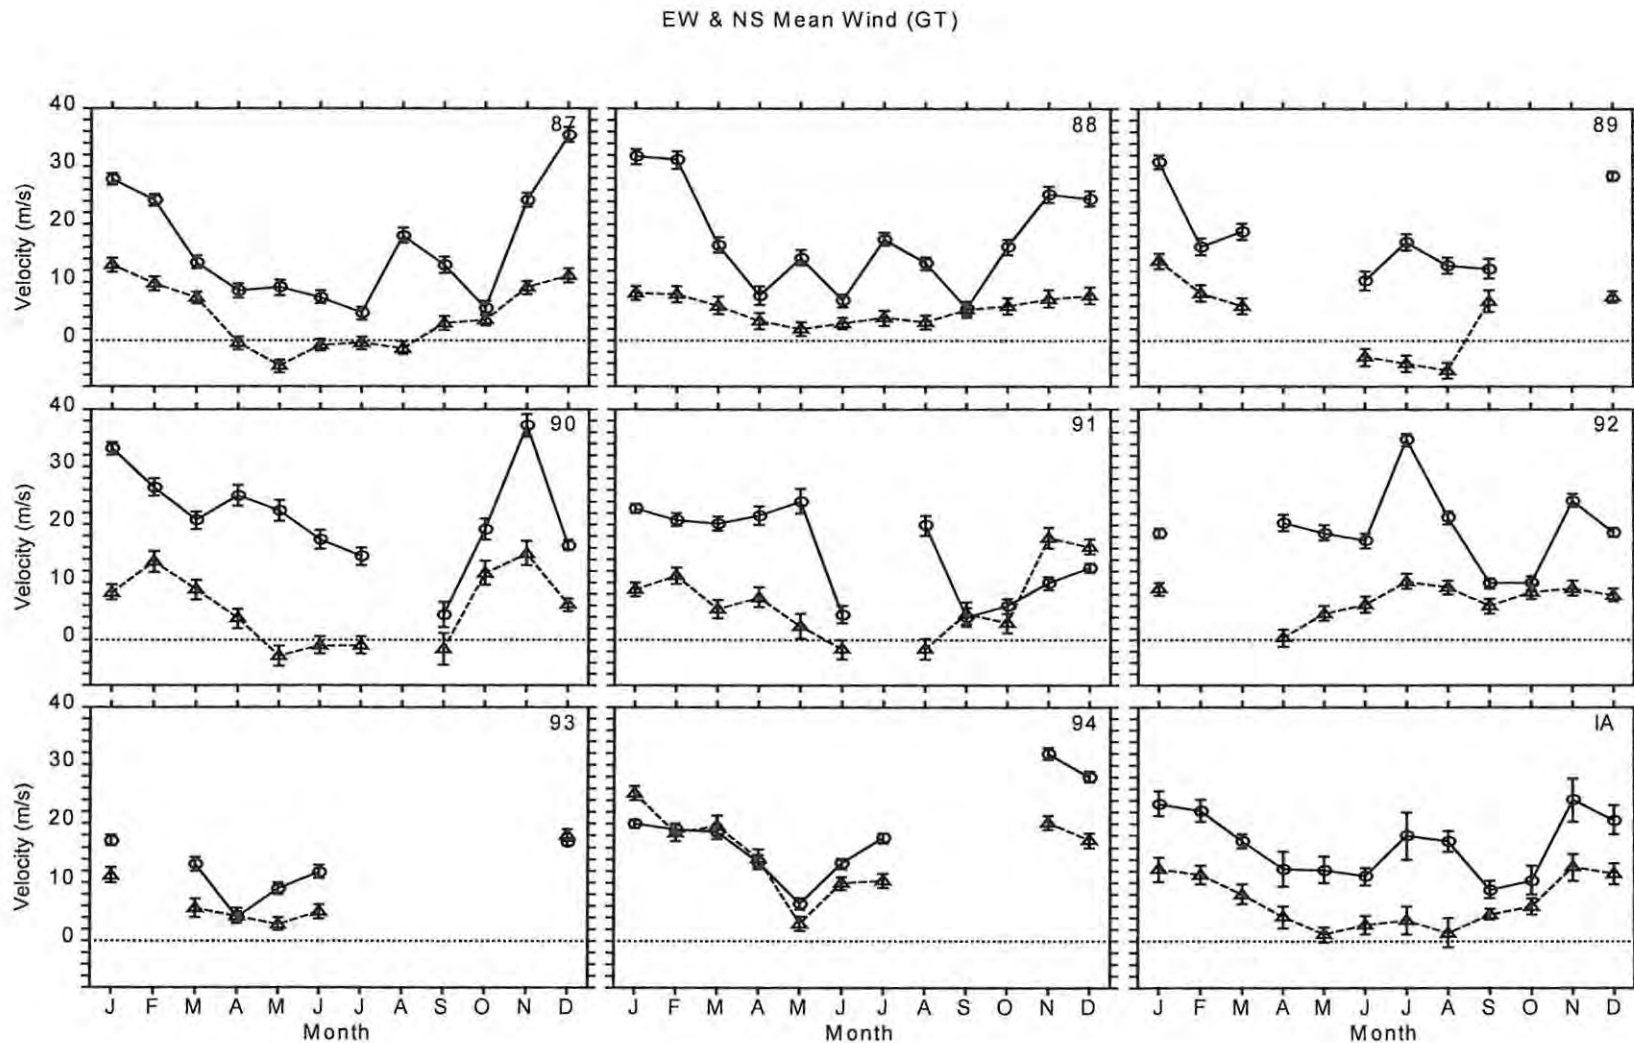 EW & NS Mean Wind (GT)
87
88
89
40
30
20
10
0
Velocity (m/s)
90
91
92
40
30
20
10
0
Velocity (m/s)
93
94
IA
40
30
20
10
0
Velocity (m/s)
J F M A M J J A S O N D
J F M A M J J A S O N D
J F M A M J J A S O N D
Month
Month
Month